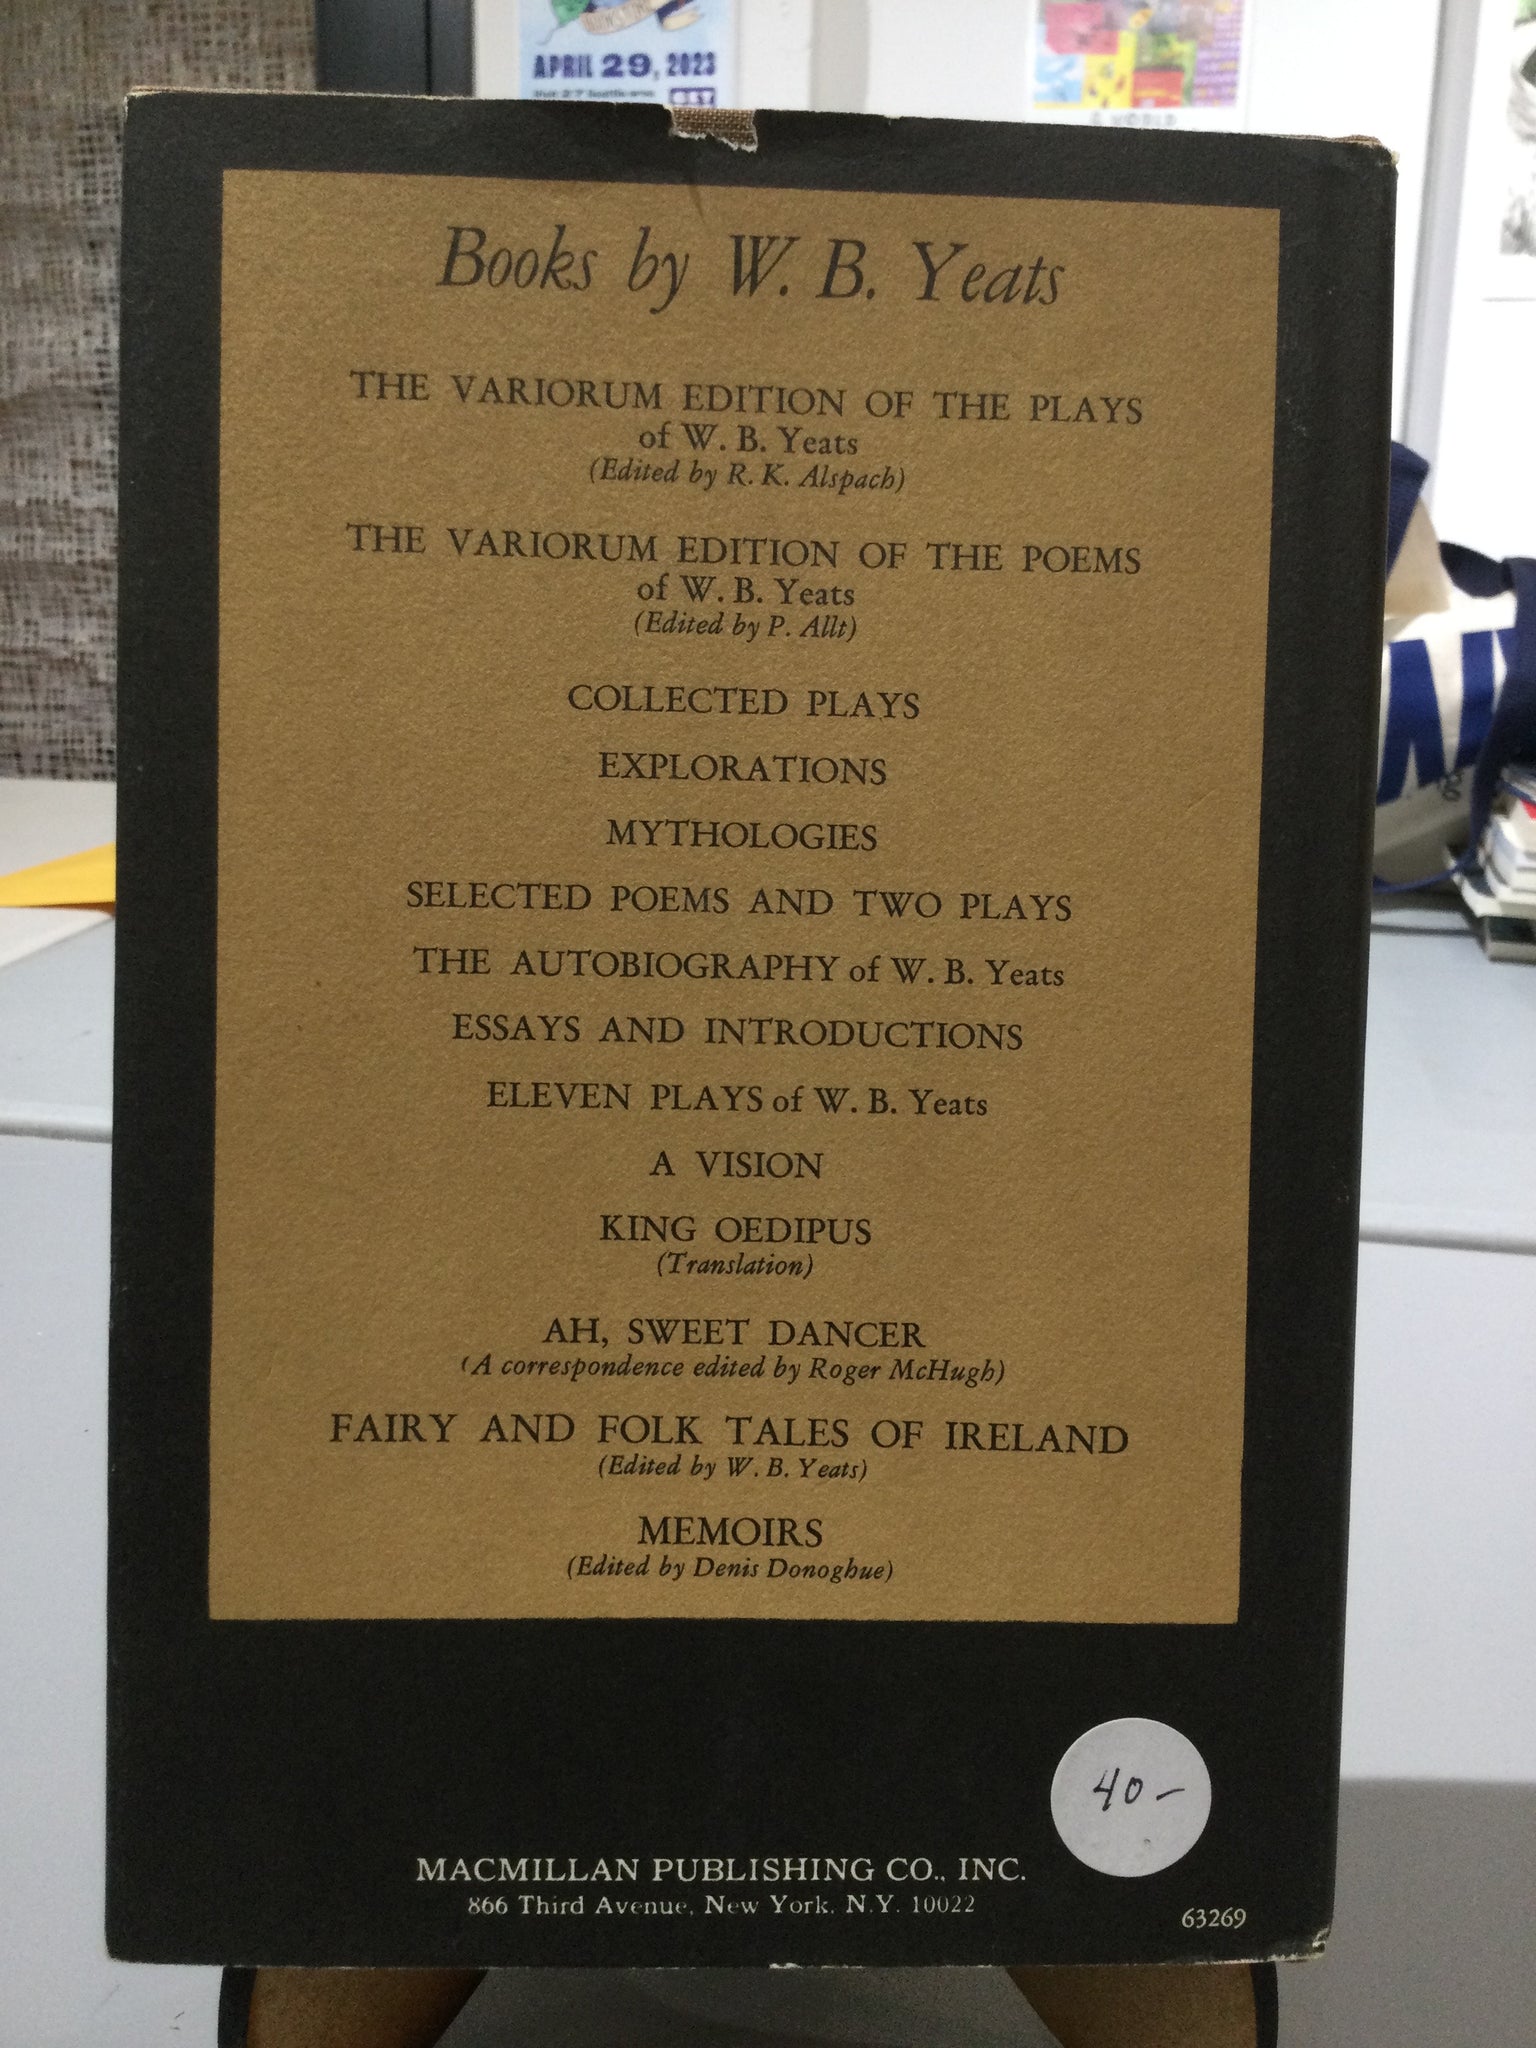 APRIL 29, 2023
Books by W. B. Yeats
THE VARIORUM EDITION OF THE PLAYS
of W. B. Yeats
(Edited by R. K. Alspach)
THE VARIORUM EDITION OF THE POEMS
of W. B. Yeats
(Edited by P. Allt)
COLLECTED PLAYS
EXPLORATIONS
MYTHOLOGIES
SELECTED POEMS AND TWO PLAYS
THE AUTOBIOGRAPHY of W. B. Yeats
ESSAYS AND INTRODUCTIONS
ELEVEN PLAYS of W. B. Yeats
A VISION
KING OEDIPUS
(Translation)
AH, SWEET DANCER
(A correspondence edited by Roger McHugh)
FAIRY AND FOLK TALES OF IRELAND
(Edited by W. B. Yeats)
MEMOIRS
(Edited by Denis Donoghue)
40–
MACMILLAN PUBLISHING CO., INC.
866 Third Avenue, New York, N.Y. 10022
63269